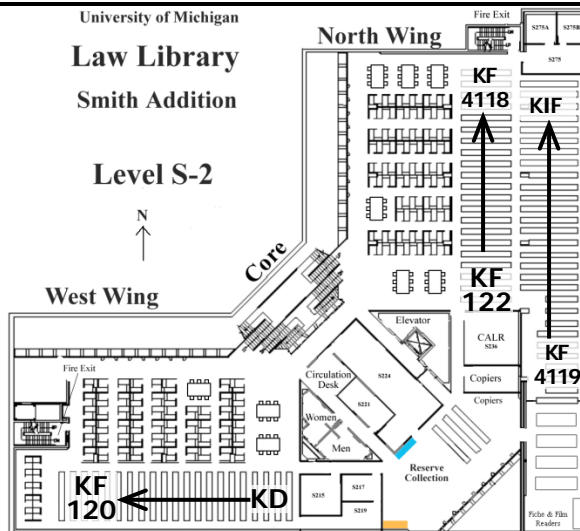 University of Michigan
Law Library
Smith Addition
Level S-2
N
North Wing
Fire Exit
S275A
S275B
S275
KF
4118
KIF
Core
West Wing
KF
122
Elevator
CALR
S236
KF
4119
Copiers
Copiers
Fire Exit
Circulation
Desk
S224
S221
Women
Men
Reserve
Collection
KF
120
KD
S215
S217
S219
Fiche & Film
Readers